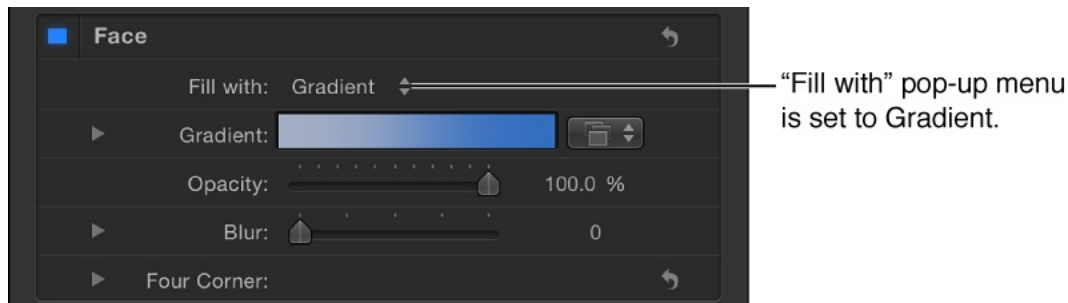 Face
Fill with: Gradient
“Fill with” pop-up menu
is set to Gradient.
Gradient:
Opacity: 100.0 %
Blur: 0
Four Corner: